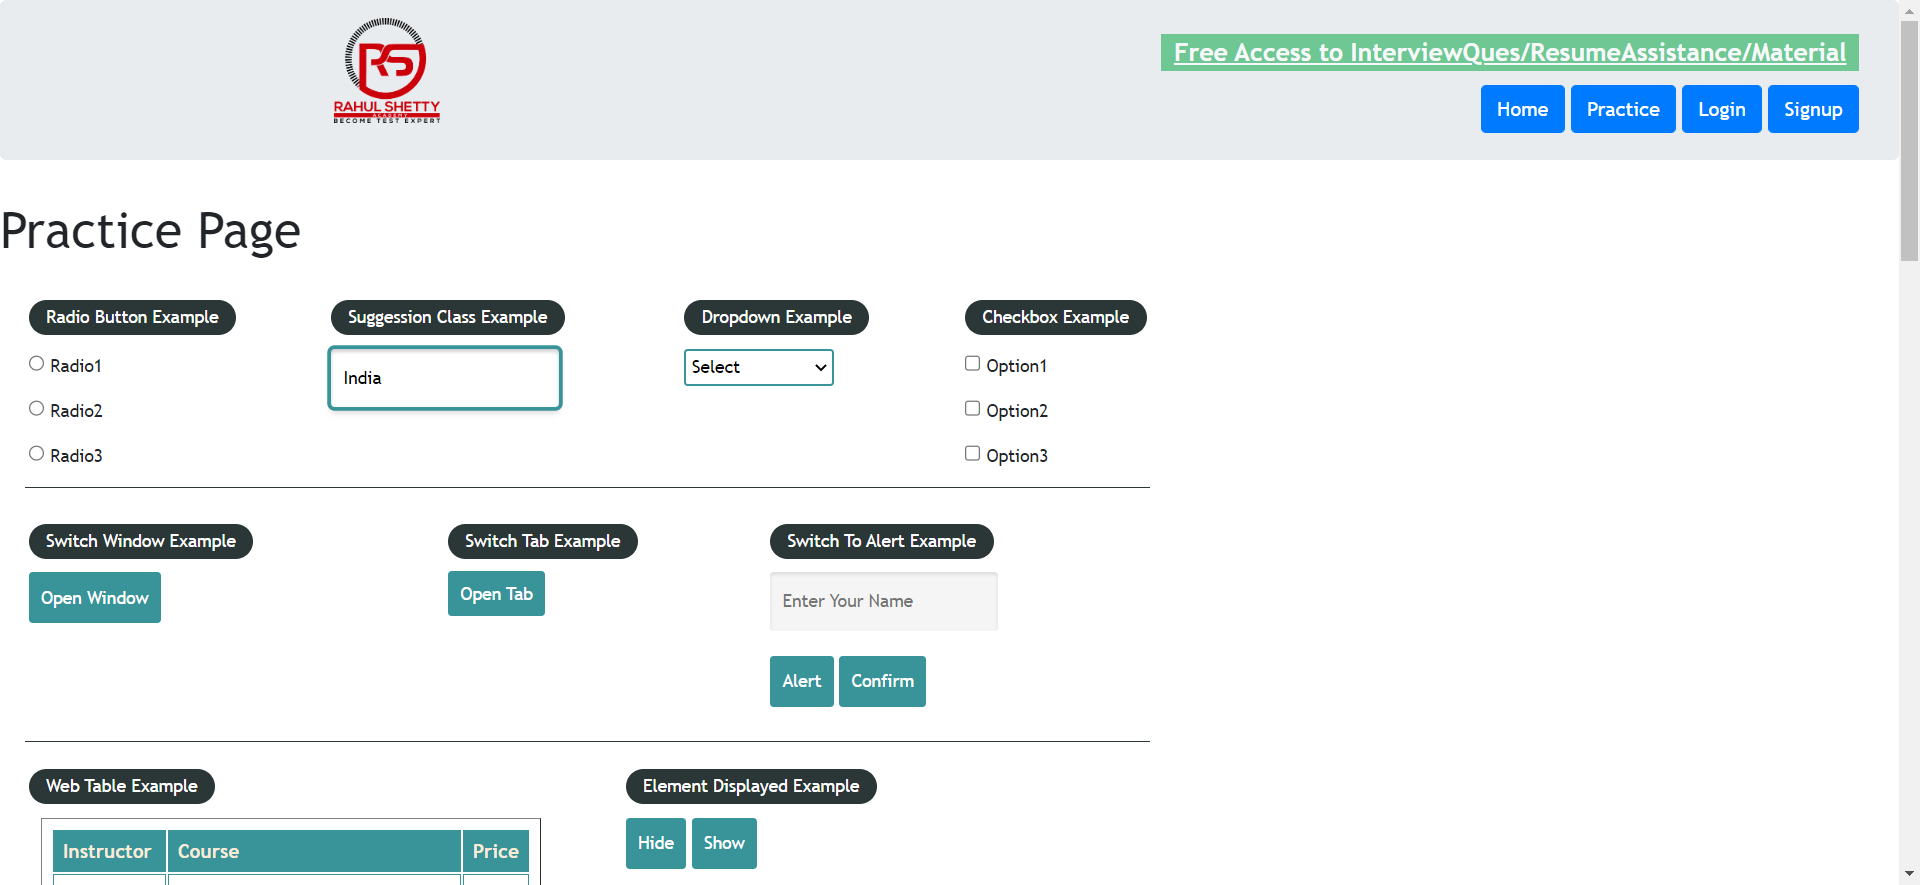 RAHUL SHETTY
ACADEMY
BECOME TEST EXPERT
Free Access to InterviewQues/ResumeAssistance/Material
Home Practice Login Signup
Practice Page
Radio Button Example Suggession Class Example Dropdown Example Checkbox Example
Radio1 India Select Option1
Radio2 Option2
Radio3 Option3
Switch Window Example Switch Tab Example Switch To Alert Example
Open Window Open Tab Enter Your Name
Alert Confirm
Web Table Example Element Displayed Example
Hide Show
Instructor Course Price